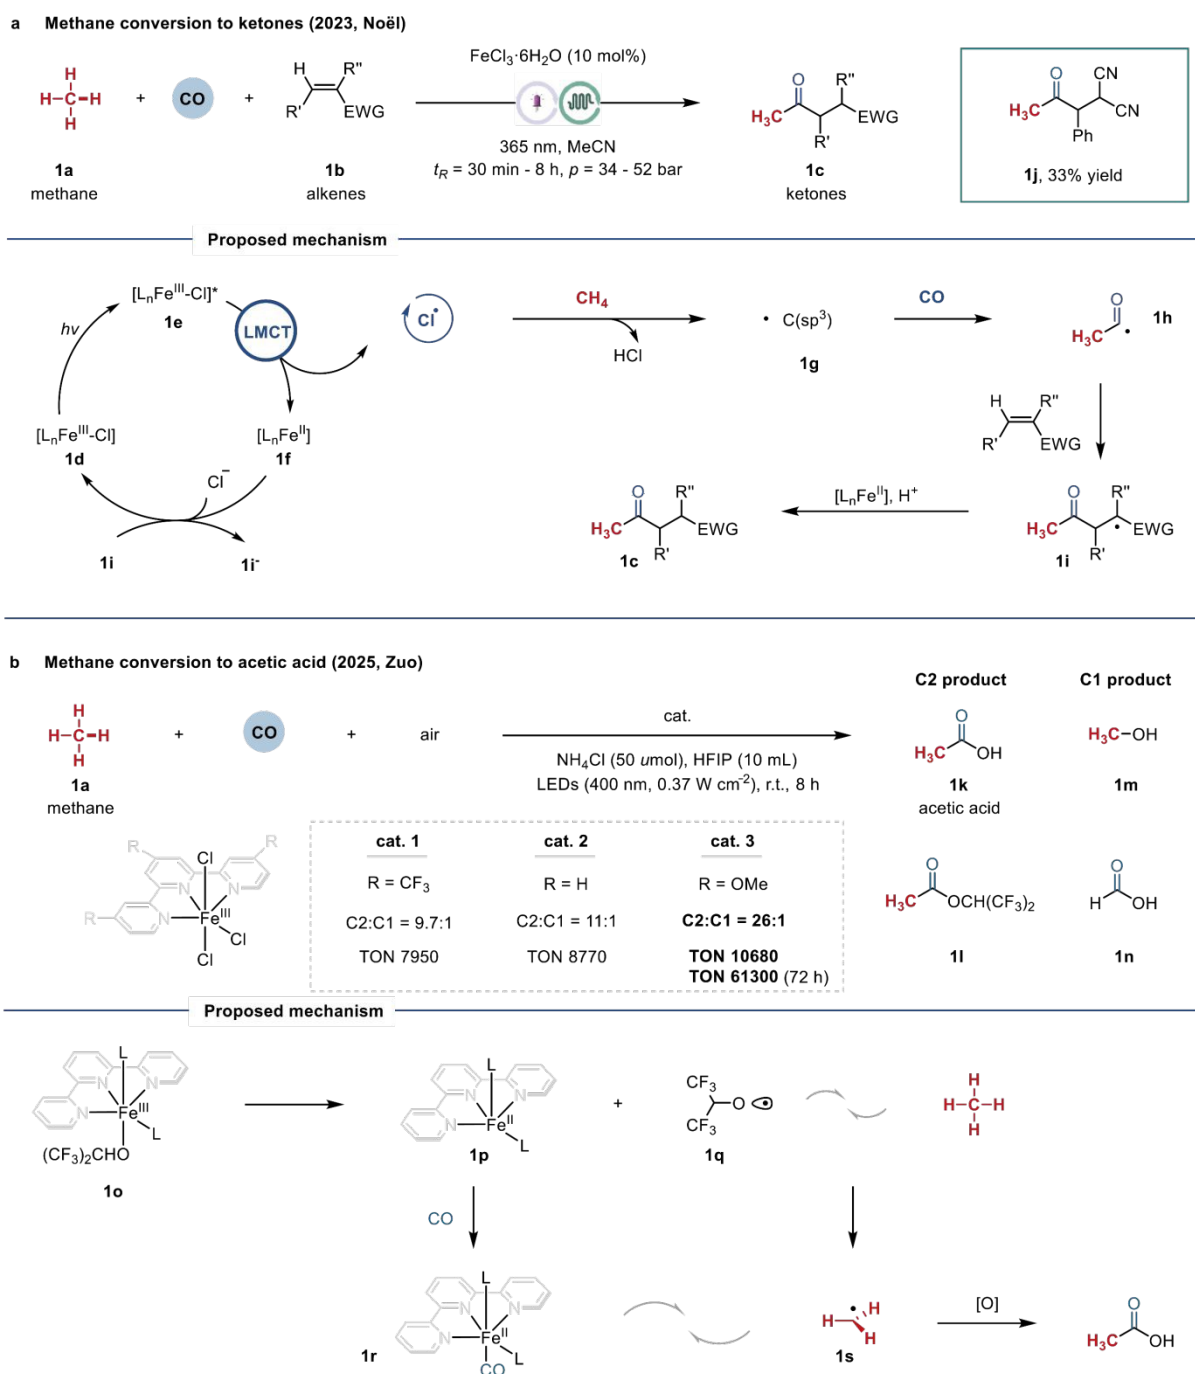 a Methane conversion to ketones (2023, Noël)
H
H–C–H
H
1a
methane
+
CO
+
H R''
R' EWG
1b
alkenes
FeCl₃·6H₂O (10 mol%)
365 nm, MeCN
tR = 30 min - 8 h, p = 34 - 52 bar
O R''
H₃C EWG
R'
1c
ketones
O CN
H₃C CN
Ph
1j, 33% yield
Proposed mechanism
[LₙFeᴵᴵᴵ-Cl]*
1e
hv
LMCT
[LₙFeᴵᴵᴵ-Cl]
1d
[LₙFeᴵᴵ]
1f
Cl⁻
1i
1i⁻
Cl•
CH₄
HCl
• C(sp³)
1g
CO
O
H₃C •
1h
H R''
R' EWG
O R''
H₃C • EWG
R'
1i
[LₙFeᴵᴵ], H⁺
O R''
H₃C EWG
R'
1c
b Methane conversion to acetic acid (2025, Zuo)
H
H–C–H
H
1a
methane
+
CO
+
air
cat.
NH₄Cl (50 umol), HFIP (10 mL)
LEDs (400 nm, 0.37 W cm⁻²), r.t., 8 h
C2 product
C1 product
O
H₃C OH
1k
acetic acid
H₃C–OH
1m
R
R
R
Cl
N
N
N
Feᴵᴵᴵ
Cl
Cl
cat. 1
R = CF₃
C2:C1 = 9.7:1
TON 7950
cat. 2
R = H
C2:C1 = 11:1
TON 8770
cat. 3
R = OMe
C2:C1 = 26:1
TON 10680
TON 61300 (72 h)
O
H₃C OCH(CF₃)₂
1l
O
H OH
1n
Proposed mechanism
L
N
N
N
Feᴵᴵᴵ
L
(CF₃)₂CHO
1o
L
N
N
N
Feᴵᴵ
L
1p
+
CF₃
O
CF₃
1q
H
H–C–H
H
CO
L
N
N
N
Feᴵᴵ
L
CO
1r
H • H
H
1s
[O]
O
H₃C OH